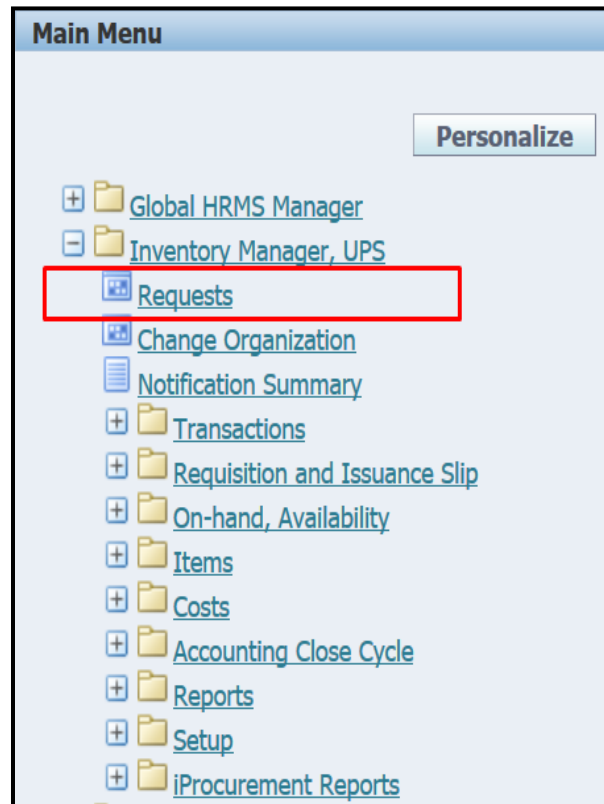 Main Menu
Personalize
Global HRMS Manager
Inventory Manager, UPS
Requests
Change Organization
Notification Summary
Transactions
Requisition and Issuance Slip
On-hand, Availability
Items
Costs
Accounting Close Cycle
Reports
Setup
iProcurement Reports